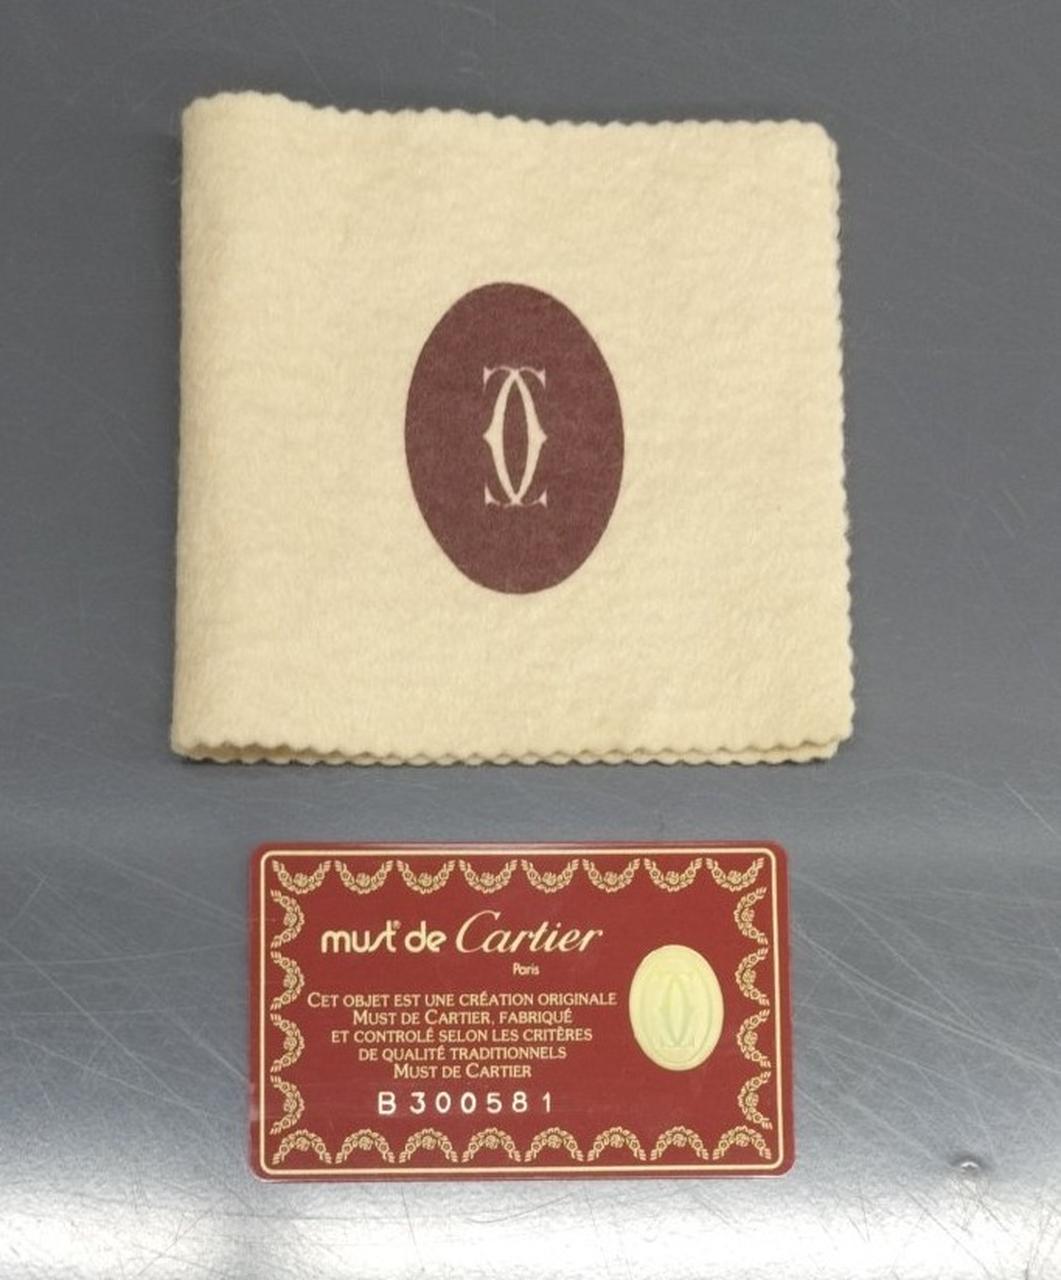 must® de Cartier
Paris
CET OBJET EST UNE CRÉATION ORIGINALE
MUST DE CARTIER, FABRIQUÉ
ET CONTROLÉ SELON LES CRITÈRES
DE QUALITÉ TRADITIONNELS
MUST DE CARTIER
B 300581